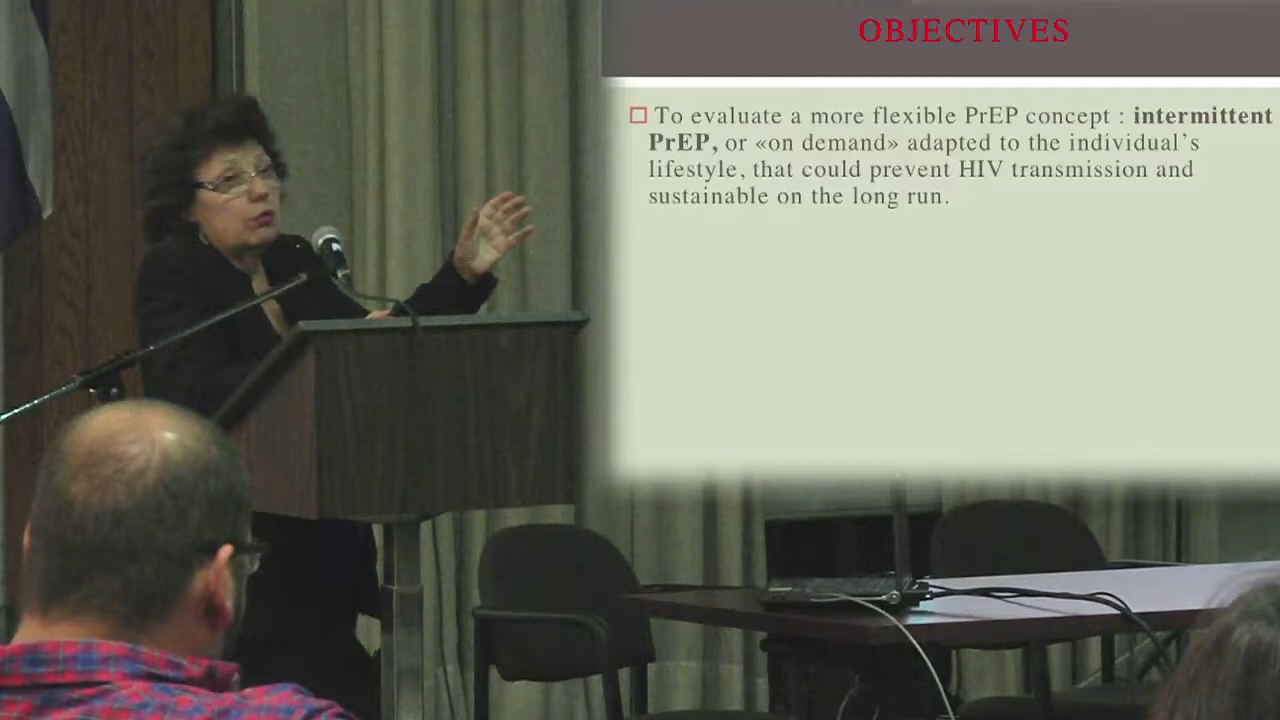 OBJECTIVES
To evaluate a more flexible PrEP concept : intermittent
PrEP, or «on demand» adapted to the individual’s
lifestyle, that could prevent HIV transmission and
sustainable on the long run.